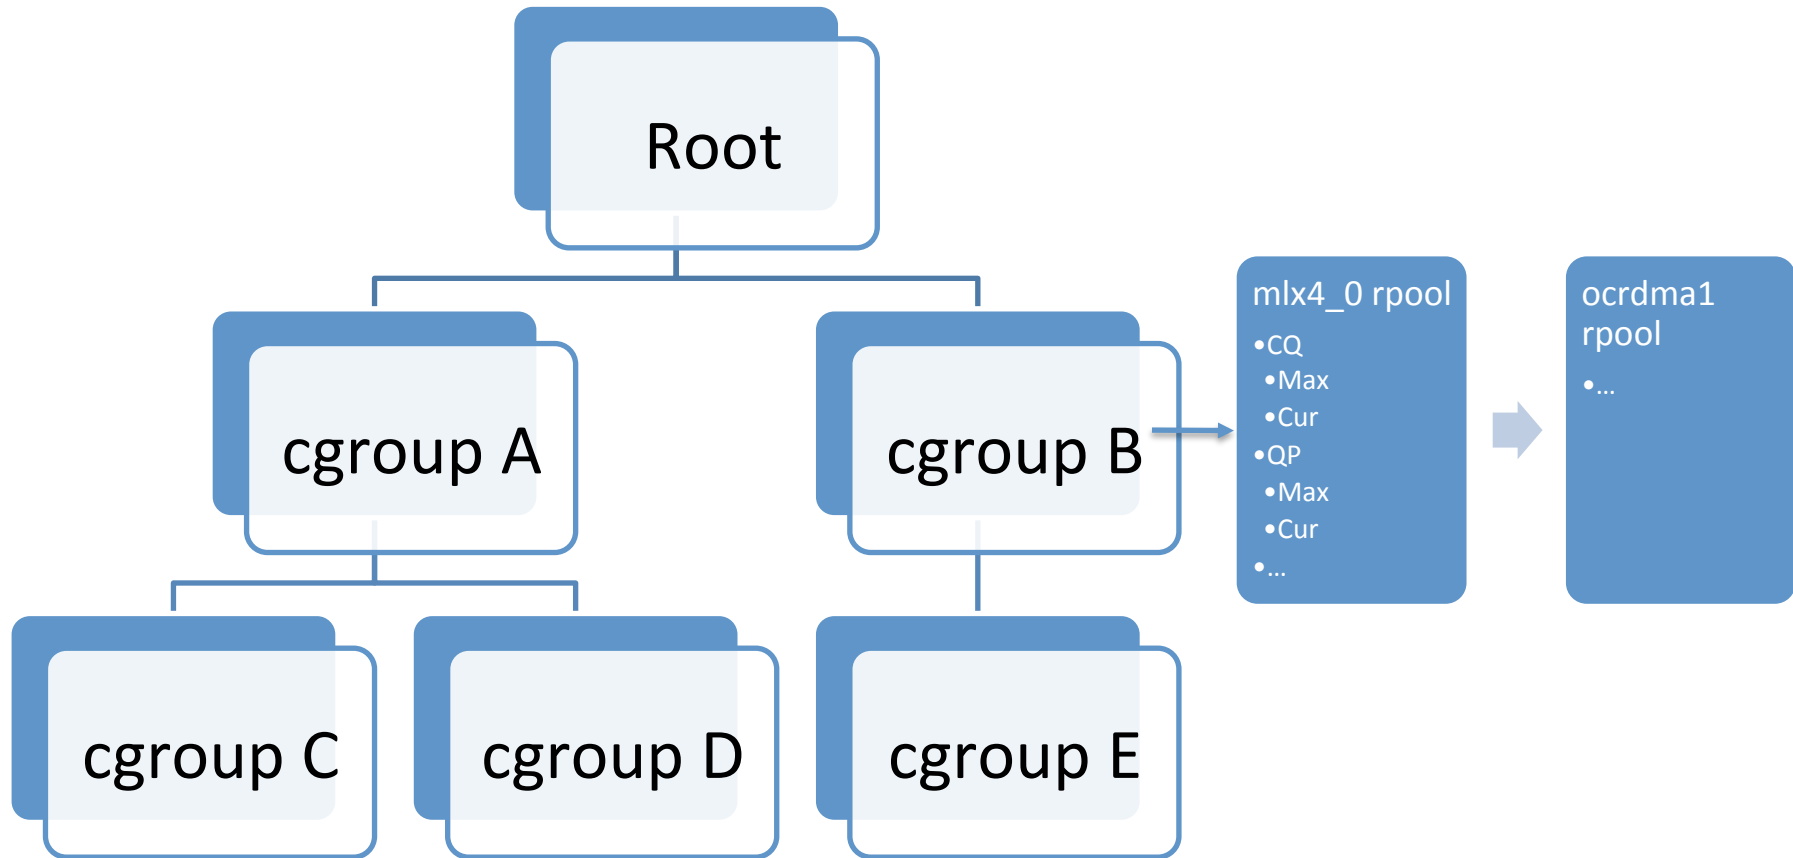 Root
cgroup A
cgroup B
mlx4_0 rpool
•CQ
•Max
•Cur
•QP
•Max
•Cur
•...
ocrdma1
rpool
•...
cgroup C
cgroup D
cgroup E